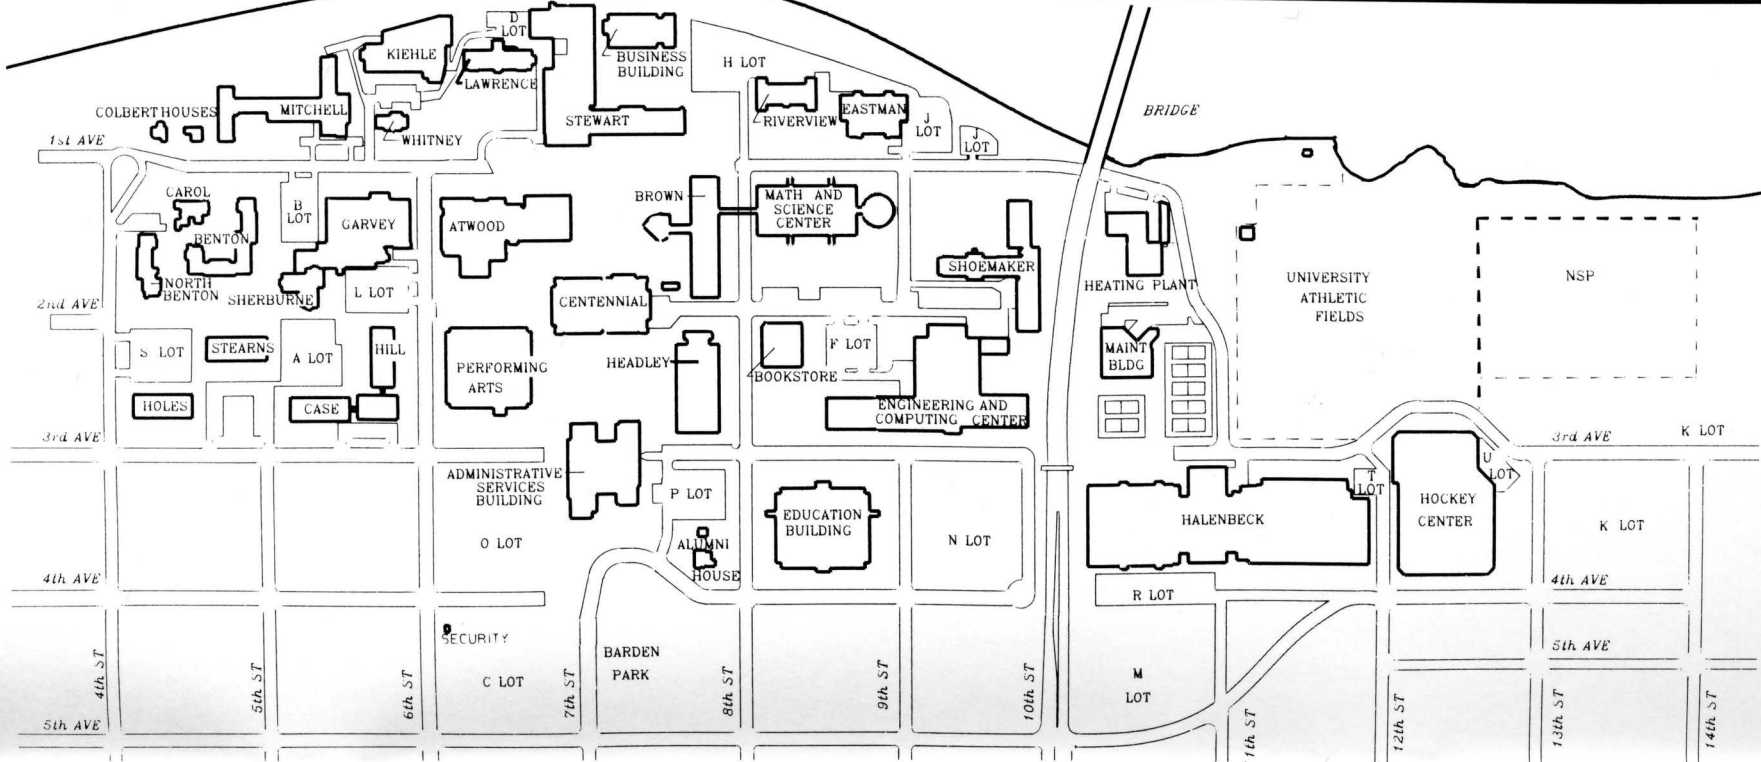 D
LOT
KIEHLE
BUSINESS
BUILDING
LAWRENCE
H LOT
COLBERT HOUSES
MITCHELL
WHITNEY
STEWART
RIVERVIEW
EASTMAN
J
LOT
J
LOT
BRIDGE
1st AVE
CAROL
B
LOT
GARVEY
BENTON
ATWOOD
BROWN
MATH AND
SCIENCE
CENTER
NORTH
BENTON
SHERBURNE
L LOT
CENTENNIAL
SHOEMAKER
HEATING PLANT
UNIVERSITY
ATHLETIC
FIELDS
NSP
2nd AVE
S LOT
STEARNS
A LOT
HILL
PERFORMING
ARTS
HEADLEY
BOOKSTORE
F LOT
MAINT
BLDG
HOLES
CASE
ENGINEERING AND
COMPUTING CENTER
3rd AVE
3rd AVE
K LOT
ADMINISTRATIVE
SERVICES
BUILDING
P LOT
EDUCATION
BUILDING
HALENBECK
T
LOT
HOCKEY
CENTER
U
LOT
K LOT
O LOT
ALUMNI
HOUSE
N LOT
4th AVE
R LOT
4th AVE
SECURITY
BARDEN
PARK
C LOT
M
LOT
5th AVE
5th AVE
4th ST
5th ST
6th ST
7th ST
8th ST
9th ST
10th ST
1th ST
12th ST
13th ST
14th ST